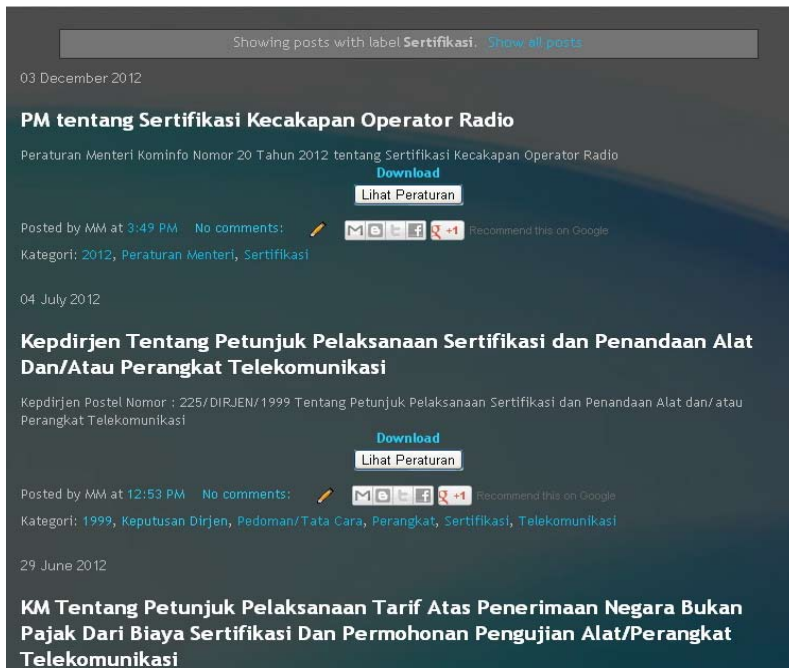 Showing posts with label Sertifikasi. Show all posts
03 December 2012
PM tentang Sertifikasi Kecakapan Operator Radio
Peraturan Menteri Kominfo Nomor 20 Tahun 2012 tentang Sertifikasi Kecakapan Operator Radio
Download
Lihat Peraturan
Posted by MM at 3:49 PM No comments: +1 Recommend this on Google
Kategori: 2012, Peraturan Menteri, Sertifikasi
04 July 2012
Kepdirjen Tentang Petunjuk Pelaksanaan Sertifikasi dan Penandaan Alat
Dan/Atau Perangkat Telekomunikasi
Kepdirjen Postel Nomor : 225/DIRJEN/1999 Tentang Petunjuk Pelaksanaan Sertifikasi dan Penandaan Alat dan/atau
Perangkat Telekomunikasi
Download
Lihat Peraturan
Posted by MM at 12:53 PM No comments: +1 Recommend this on Google
Kategori: 1999, Keputusan Dirjen, Pedoman/Tata Cara, Perangkat, Sertifikasi, Telekomunikasi
29 June 2012
KM Tentang Petunjuk Pelaksanaan Tarif Atas Penerimaan Negara Bukan
Pajak Dari Biaya Sertifikasi Dan Permohonan Pengujian Alat/Perangkat
Telekomunikasi